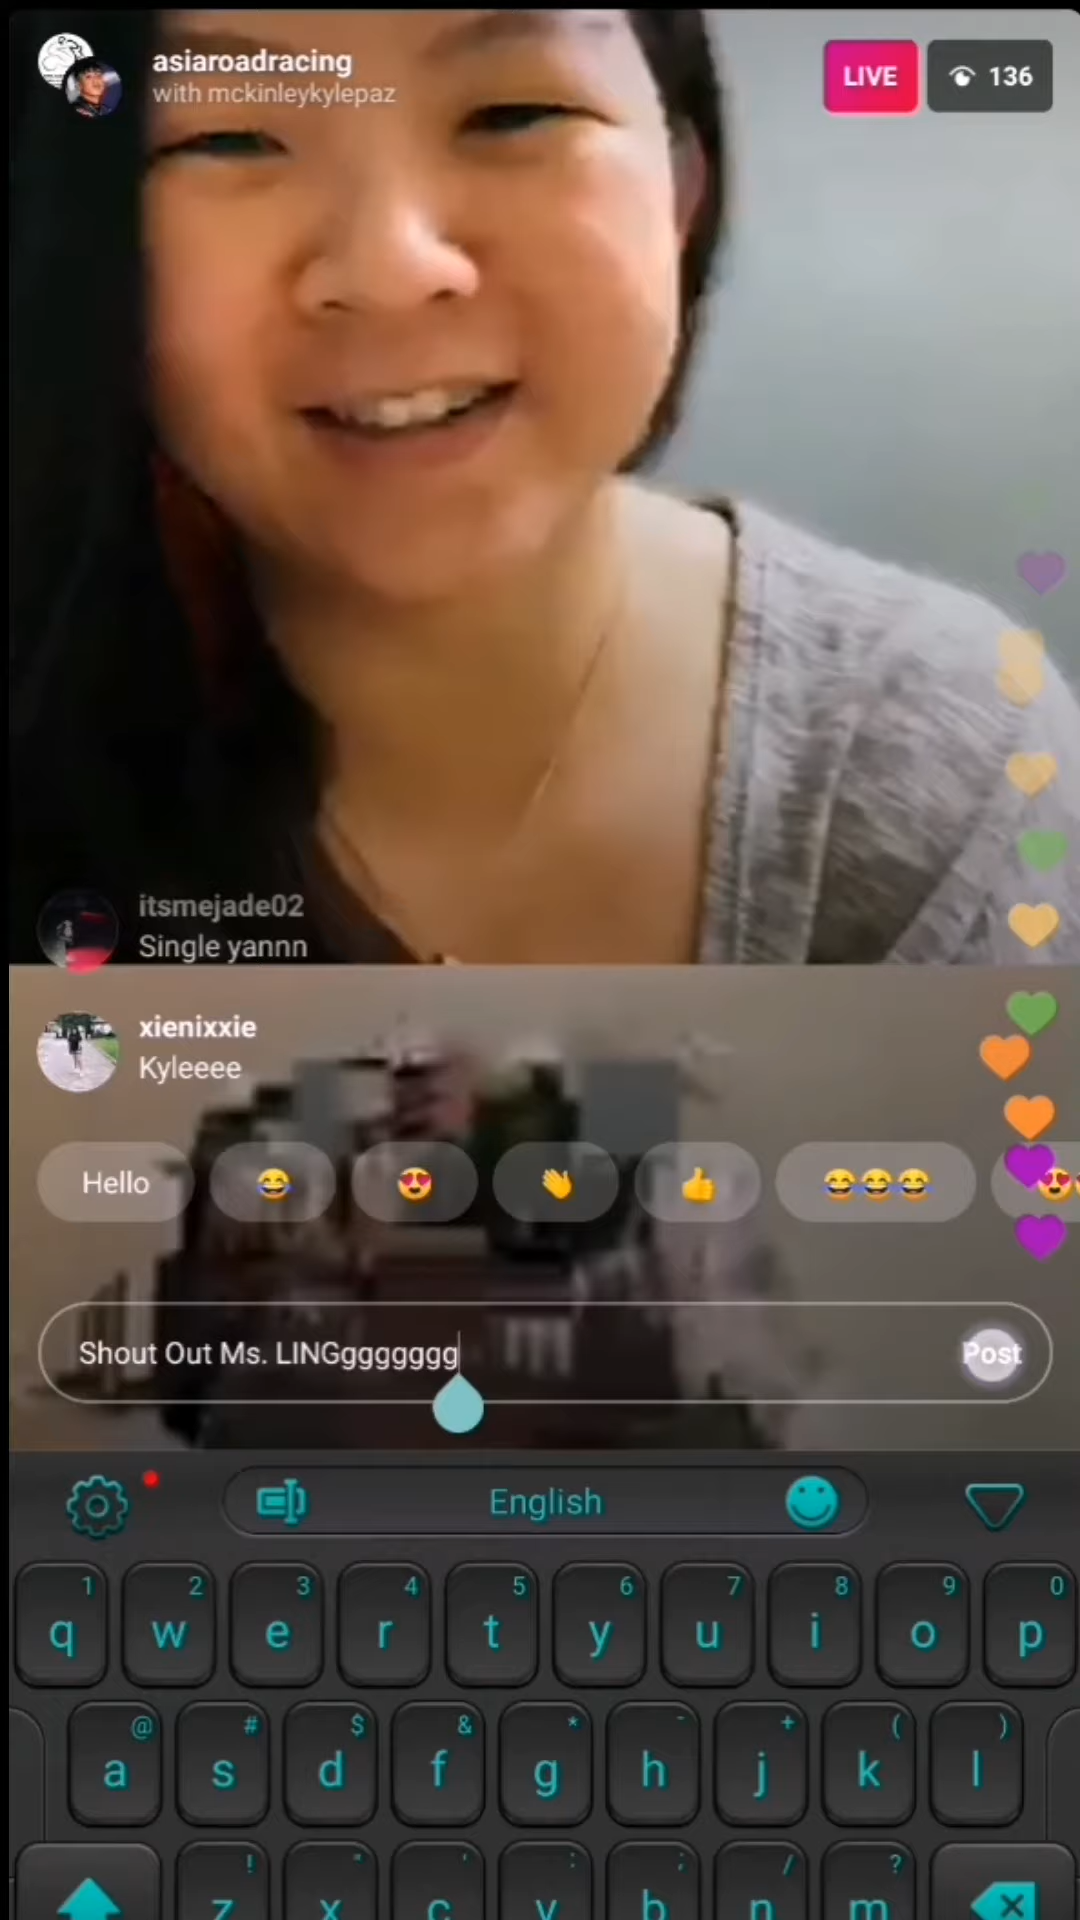 asiaroadracing
with mckinleykylepaz
LIVE
136
itsmejade02
Single yannn
xienixxie
Kyleeee
Hello
Shout Out Ms. LINGggggggg
Post
English
1 2 3 4 5 6 7 8 9 0
q w e r t y u i o p
@ # $ & * - + ( )
a s d f g h j k l
! " ' : ; / ?
z x c v b n m